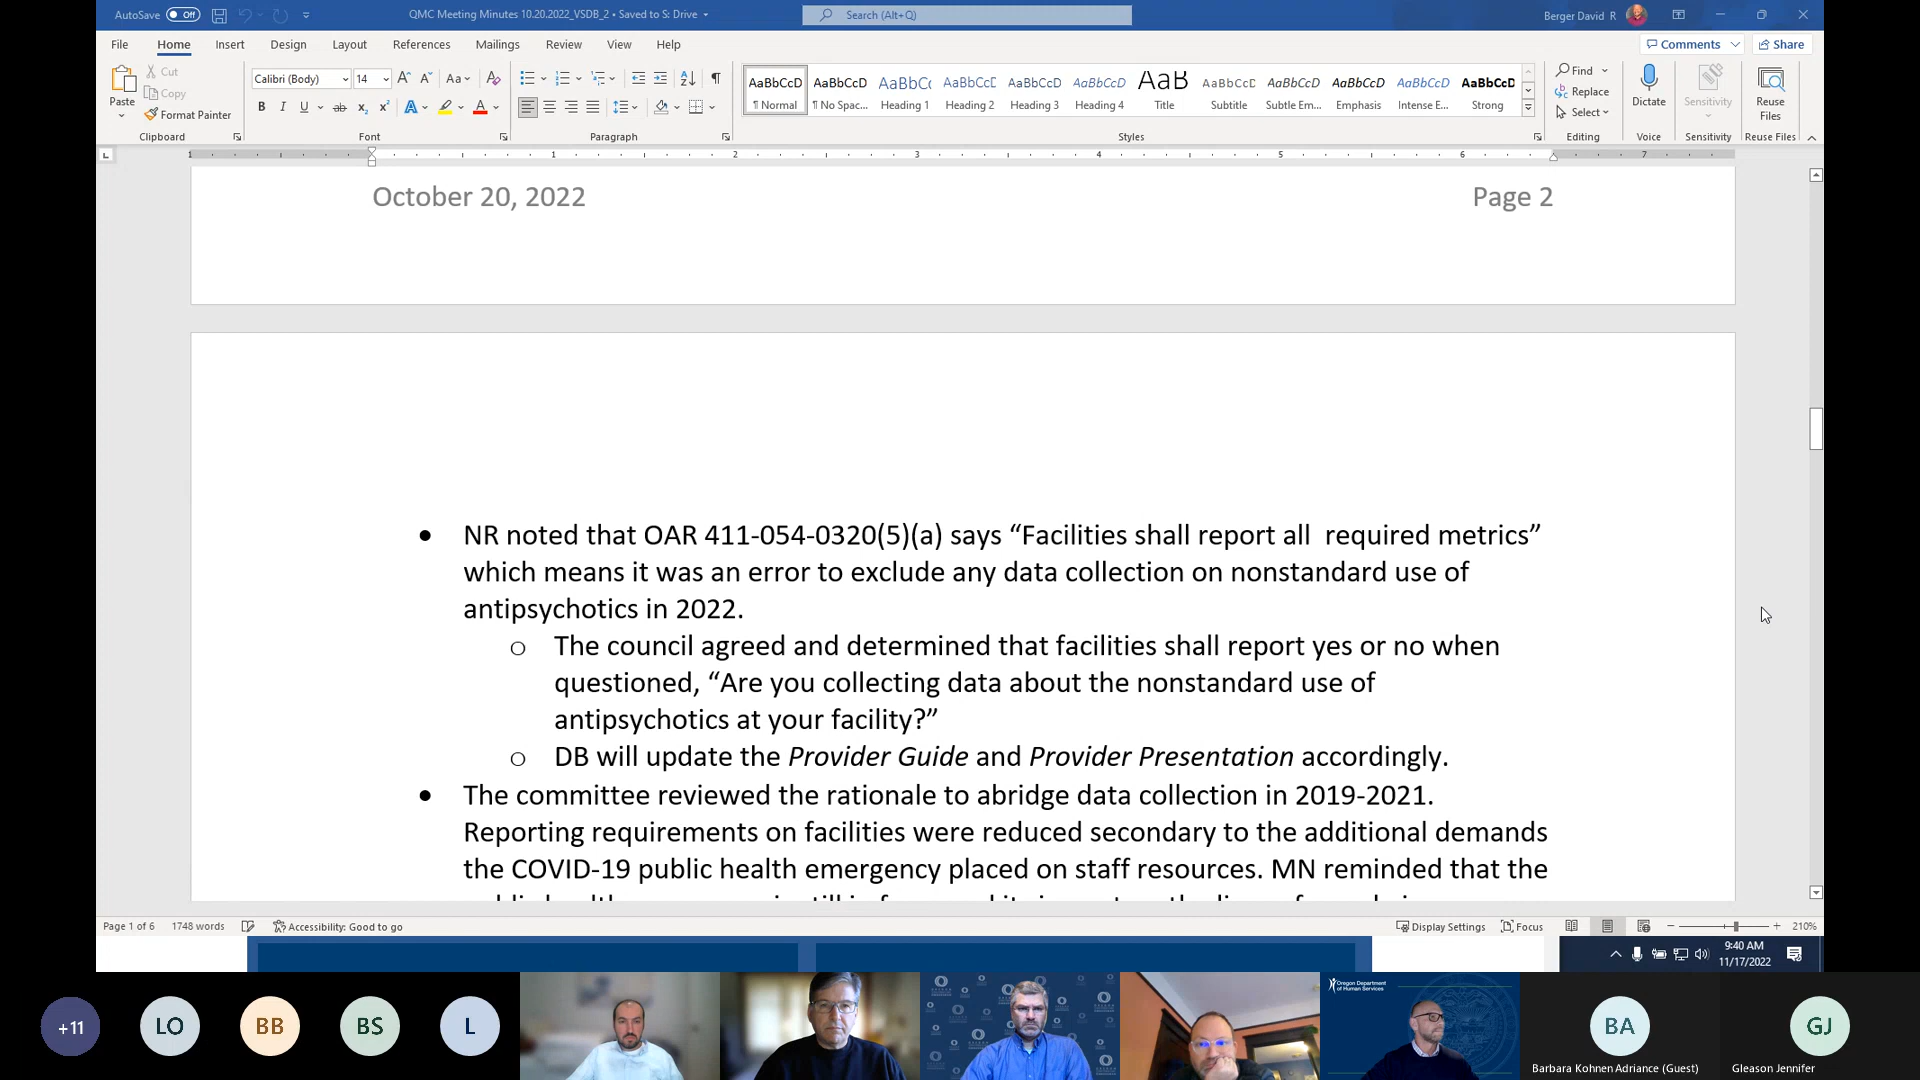 AutoSave Off QMC Meeting Minutes 10.20.2022_VSDB_2 • Saved to S: Drive Search (Alt+Q) Berger David R
File Home Insert Design Layout References Mailings Review View Help Comments Share
Paste Cut Copy Format Painter
Calibri (Body) 14
AaBbCcD AaBbCcD AaBbCc AaBbCcD AaBbCcD AaBbCcD AaB AaBbCcD AaBbCcD AaBbCcD AaBbCcD AaBbCcD
¶ Normal ¶ No Spac... Heading 1 Heading 2 Heading 3 Heading 4 Title Subtitle Subtle Em... Emphasis Intense E... Strong
Find Replace Select
Dictate Sensitivity Reuse Files
Clipboard Font Paragraph Styles Editing Voice Sensitivity Reuse Files
1 1 2 3 4 5 6 7
October 20, 2022 Page 2
• NR noted that OAR 411-054-0320(5)(a) says “Facilities shall report all  required metrics”
which means it was an error to exclude any data collection on nonstandard use of
antipsychotics in 2022.
o The council agreed and determined that facilities shall report yes or no when
questioned, “Are you collecting data about the nonstandard use of
antipsychotics at your facility?”
o DB will update the Provider Guide and Provider Presentation accordingly.
• The committee reviewed the rationale to abridge data collection in 2019-2021.
Reporting requirements on facilities were reduced secondary to the additional demands
the COVID-19 public health emergency placed on staff resources. MN reminded that the
Page 1 of 6 1748 words Accessibility: Good to go Display Settings Focus 210%
9:40 AM
11/17/2022
+11 LO BB BS L BA GJ
Oregon Department
of Human Services
Barbara Kohnen Adriance (Guest) Gleason Jennifer